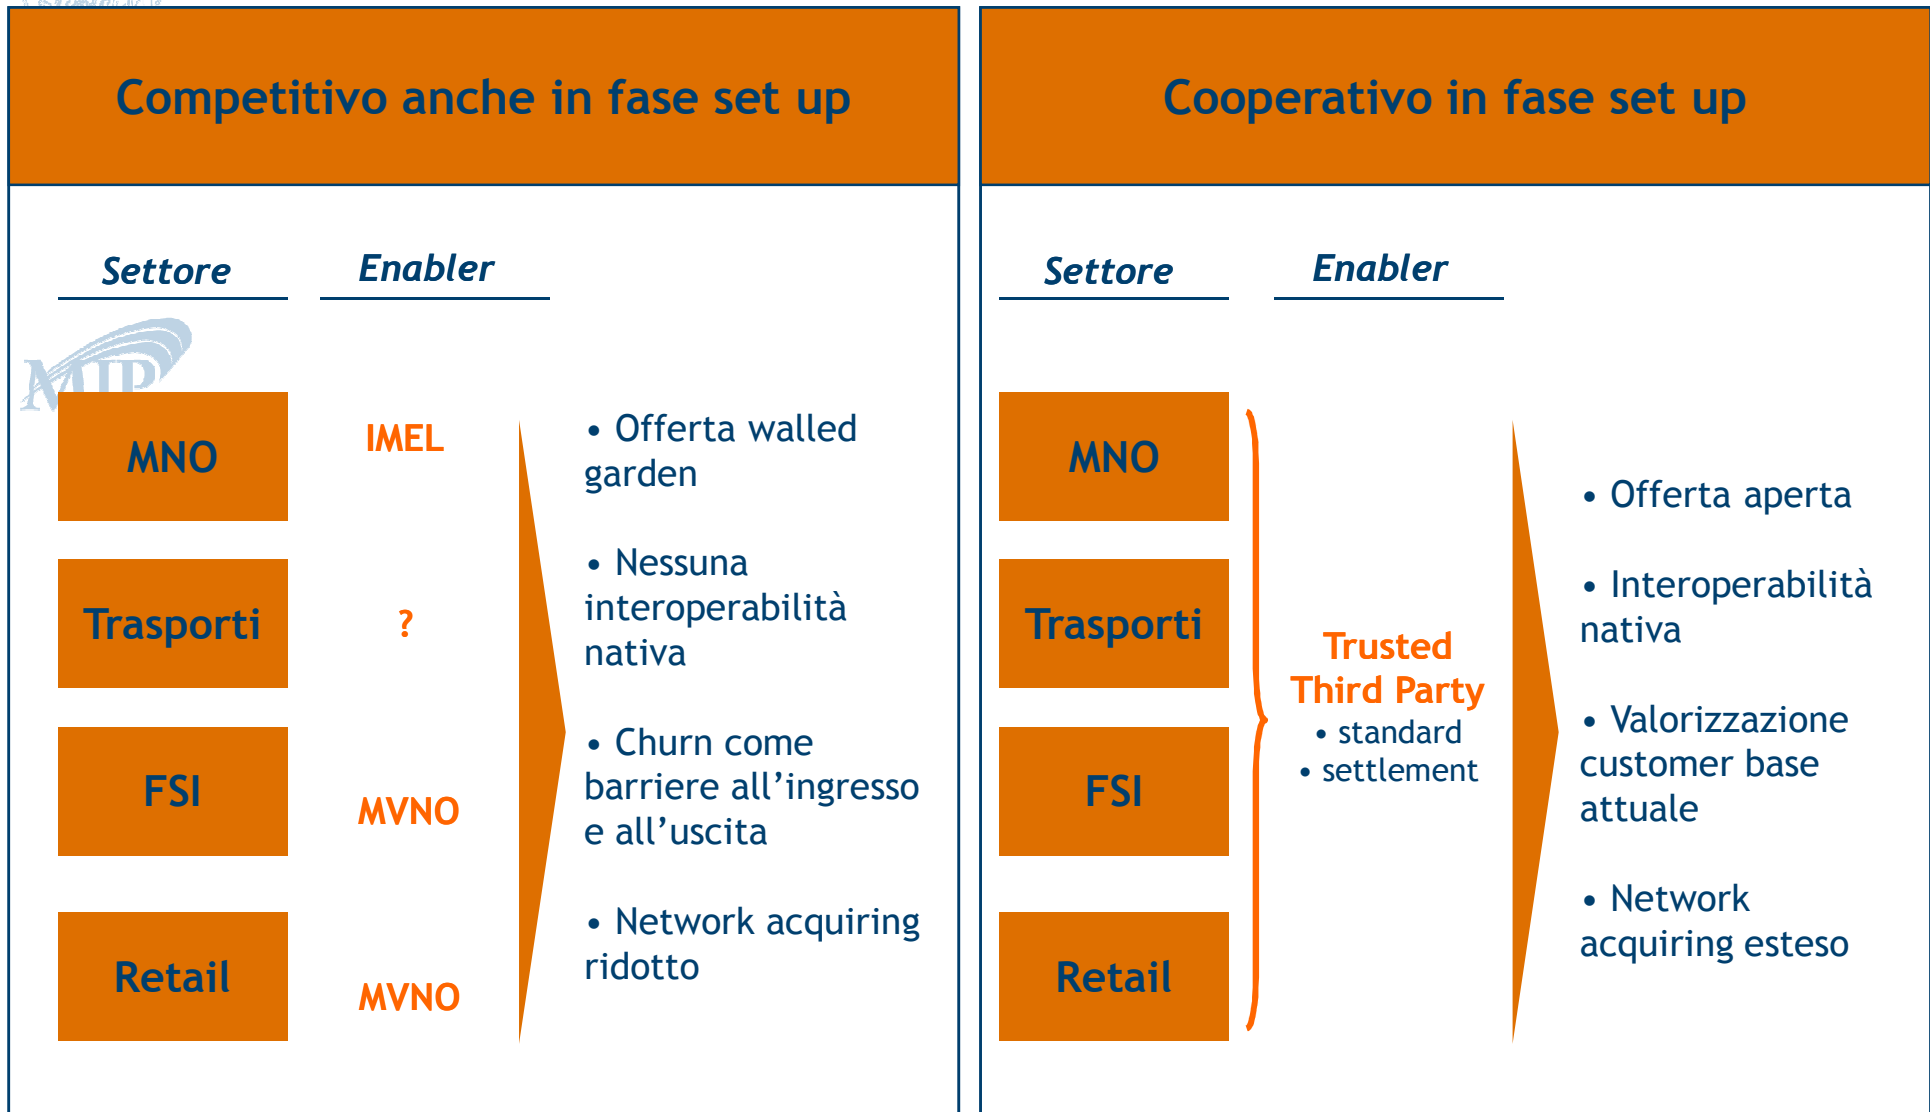 Competitivo anche in fase set up
Settore
Enabler
MIP
MNO
IMEL
Trasporti
?
FSI
MVNO
Retail
MVNO
• Offerta walled
garden
• Nessuna
interoperabilità
nativa
• Churn come
barriere all’ingresso
e all’uscita
• Network acquiring
ridotto
Cooperativo in fase set up
Settore
Enabler
MNO
Trasporti
FSI
Retail
Trusted
Third Party
• standard
• settlement
• Offerta aperta
• Interoperabilità
nativa
• Valorizzazione
customer base
attuale
• Network
acquiring esteso